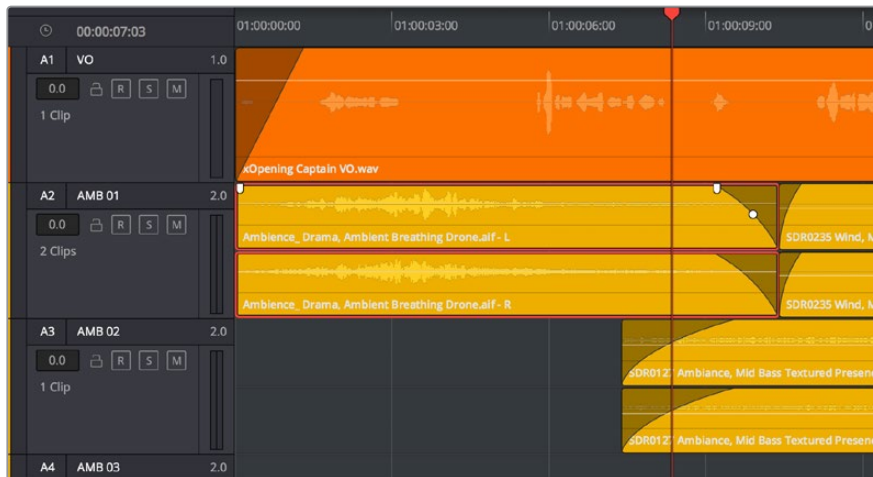 00:00:07:03
01:00:00:00 01:00:03:00 01:00:06:00 01:00:09:00
A1 VO 1.0
0.0 R S M
1 Clip
xOpening Captain VO.wav
A2 AMB 01 2.0
0.0 R S M
2 Clips
Ambience_ Drama, Ambient Breathing Drone.aif - L
SDR0235 Wind, M
Ambience_ Drama, Ambient Breathing Drone.aif - R
SDR0235 Wind, M
A3 AMB 02 2.0
0.0 R S M
1 Clip
SDR0127 Ambiance, Mid Bass Textured Presen
SDR0127 Ambiance, Mid Bass Textured Presen
A4 AMB 03 2.0